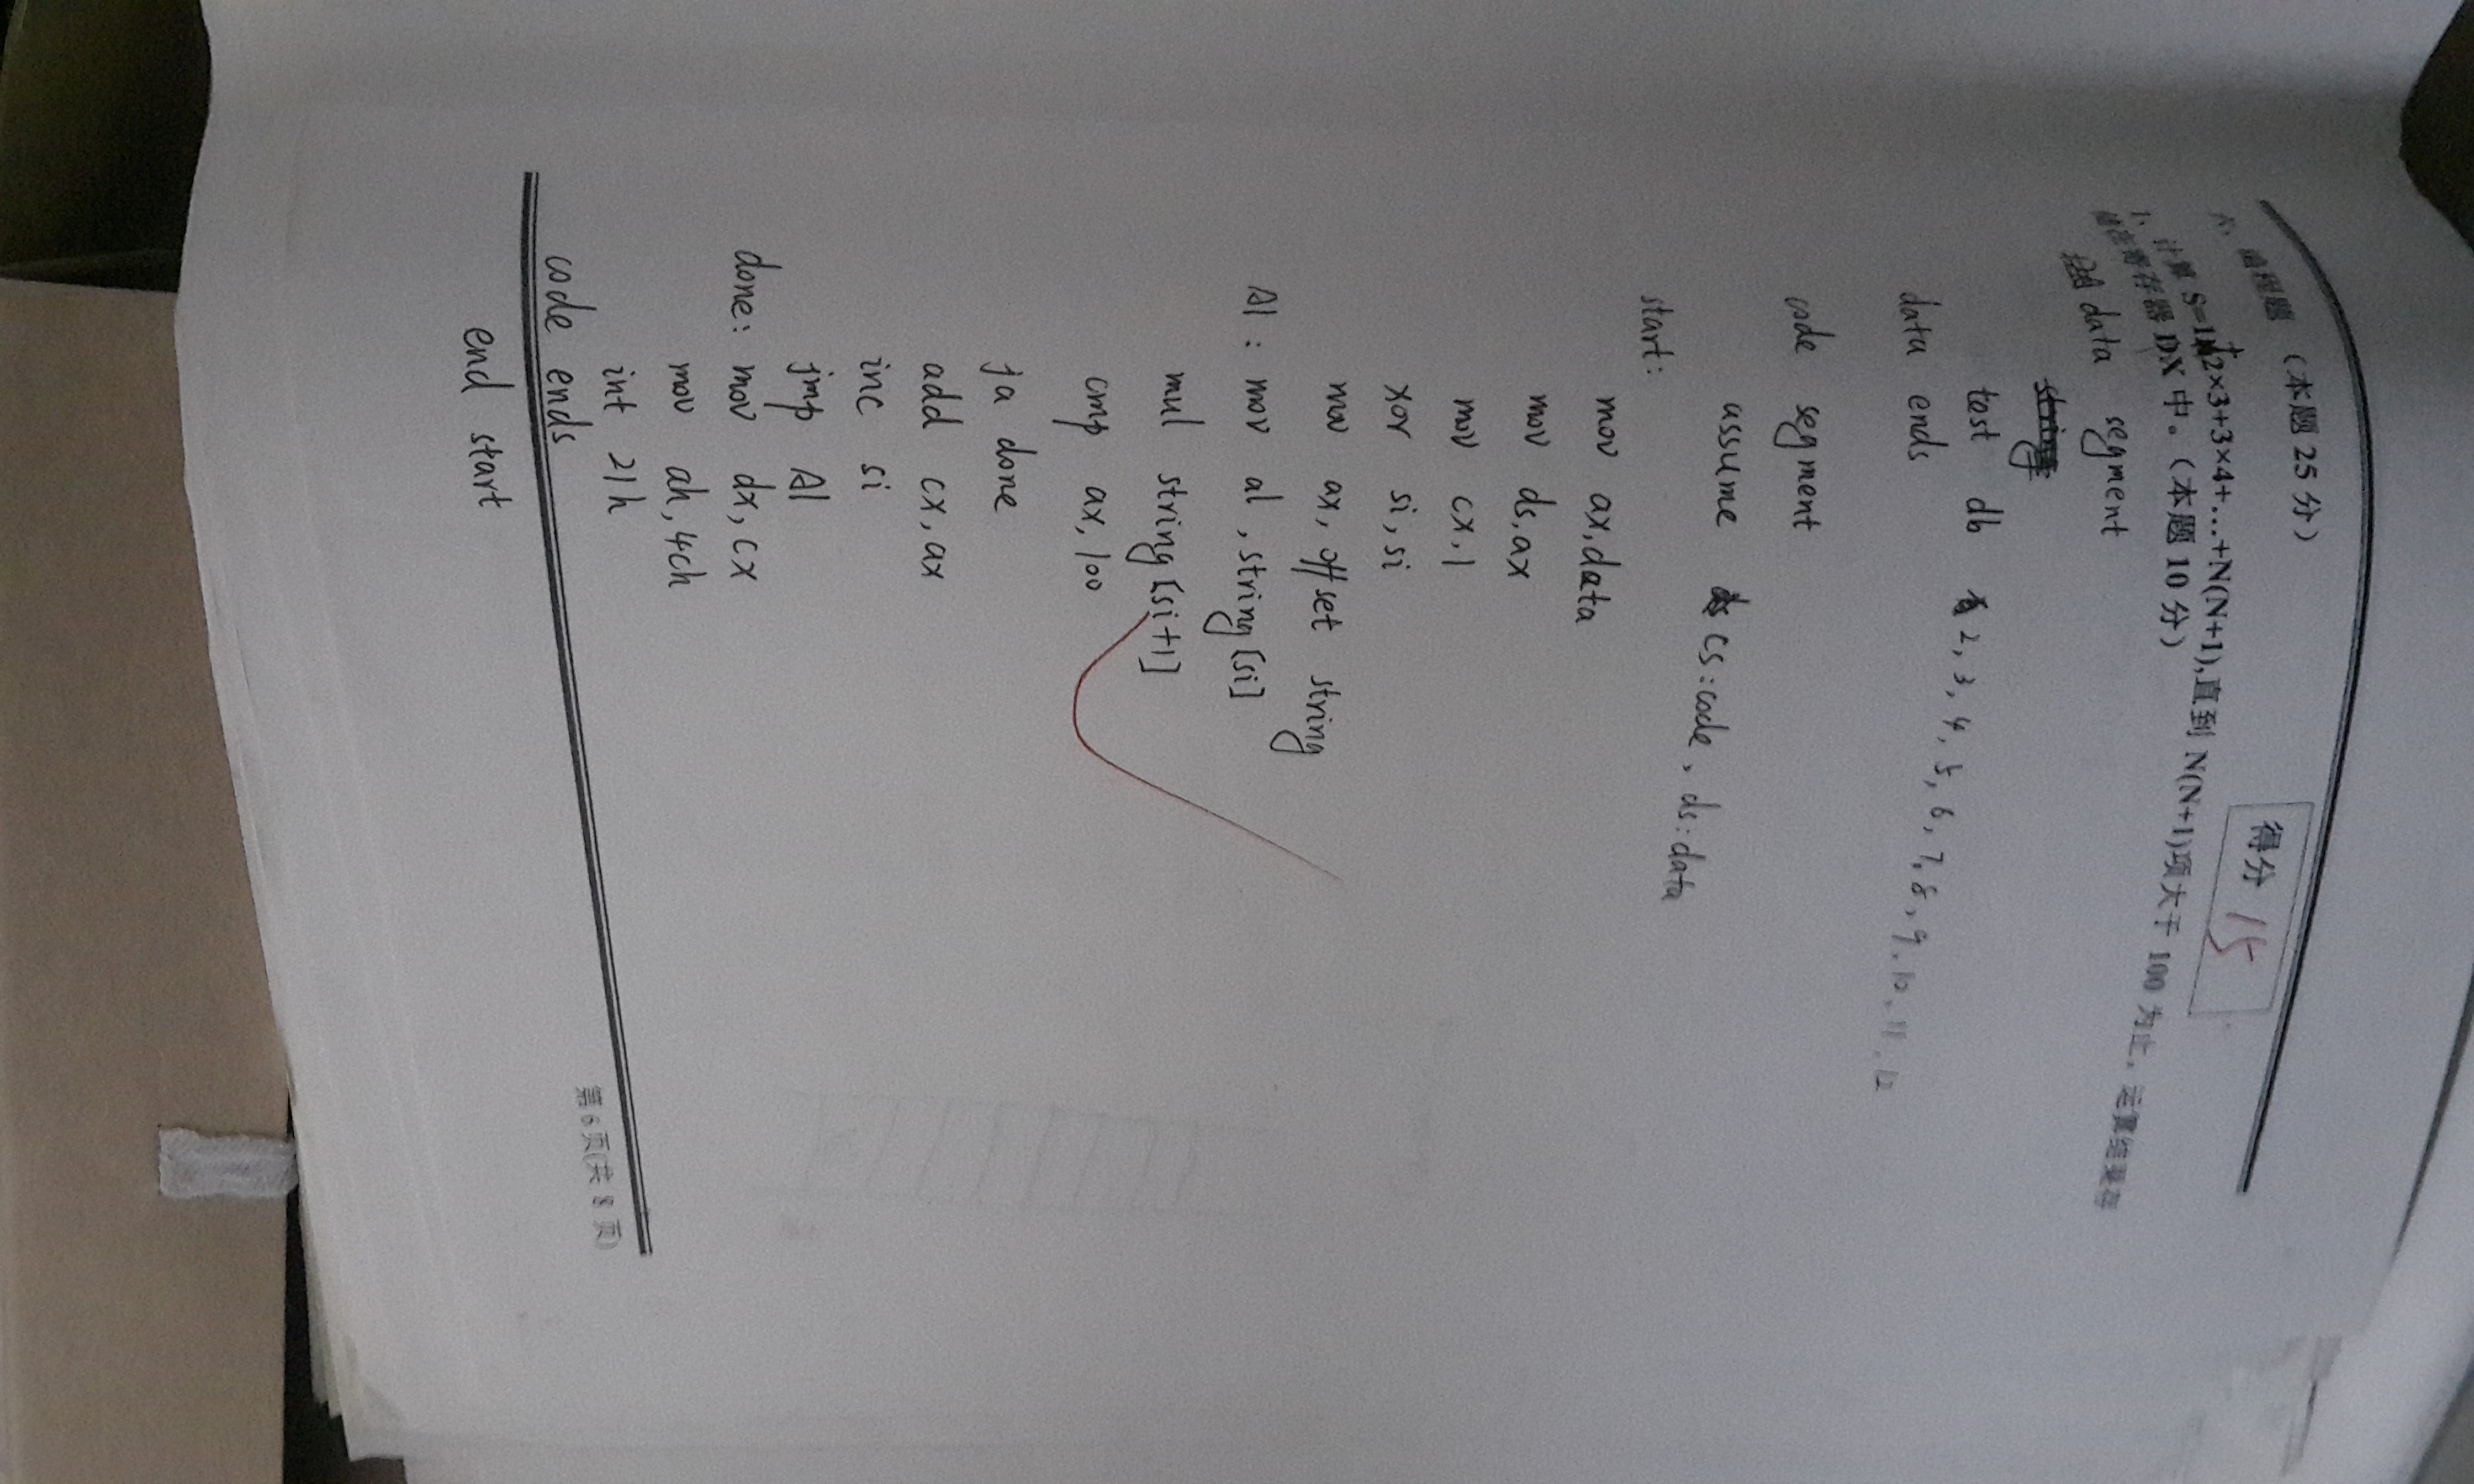 六、编程题 （本题 25 分）
得分 15
1、计算 S=1+2×3+3×4+…+N(N+1),直到 N(N+1)项大于 100 为止，运算结果存
储在寄存器 DX 中。（本题 10 分）
data segment
string
test db 2, 3, 4, 5, 6, 7, 8, 9, 10, 11, 12
data ends
code segment
assume cs:code, ds:data
start:
mov ax,data
mov ds,ax
mov cx,1
xor si,si
mov ax, offset string
A1: mov al, string[si]
mul string[si+1]
cmp ax,100
ja done
add cx,ax
inc si
jmp A1
done: mov dx,cx
mov ah,4ch
int 21h
第6页(共 8 页)
code ends
end start